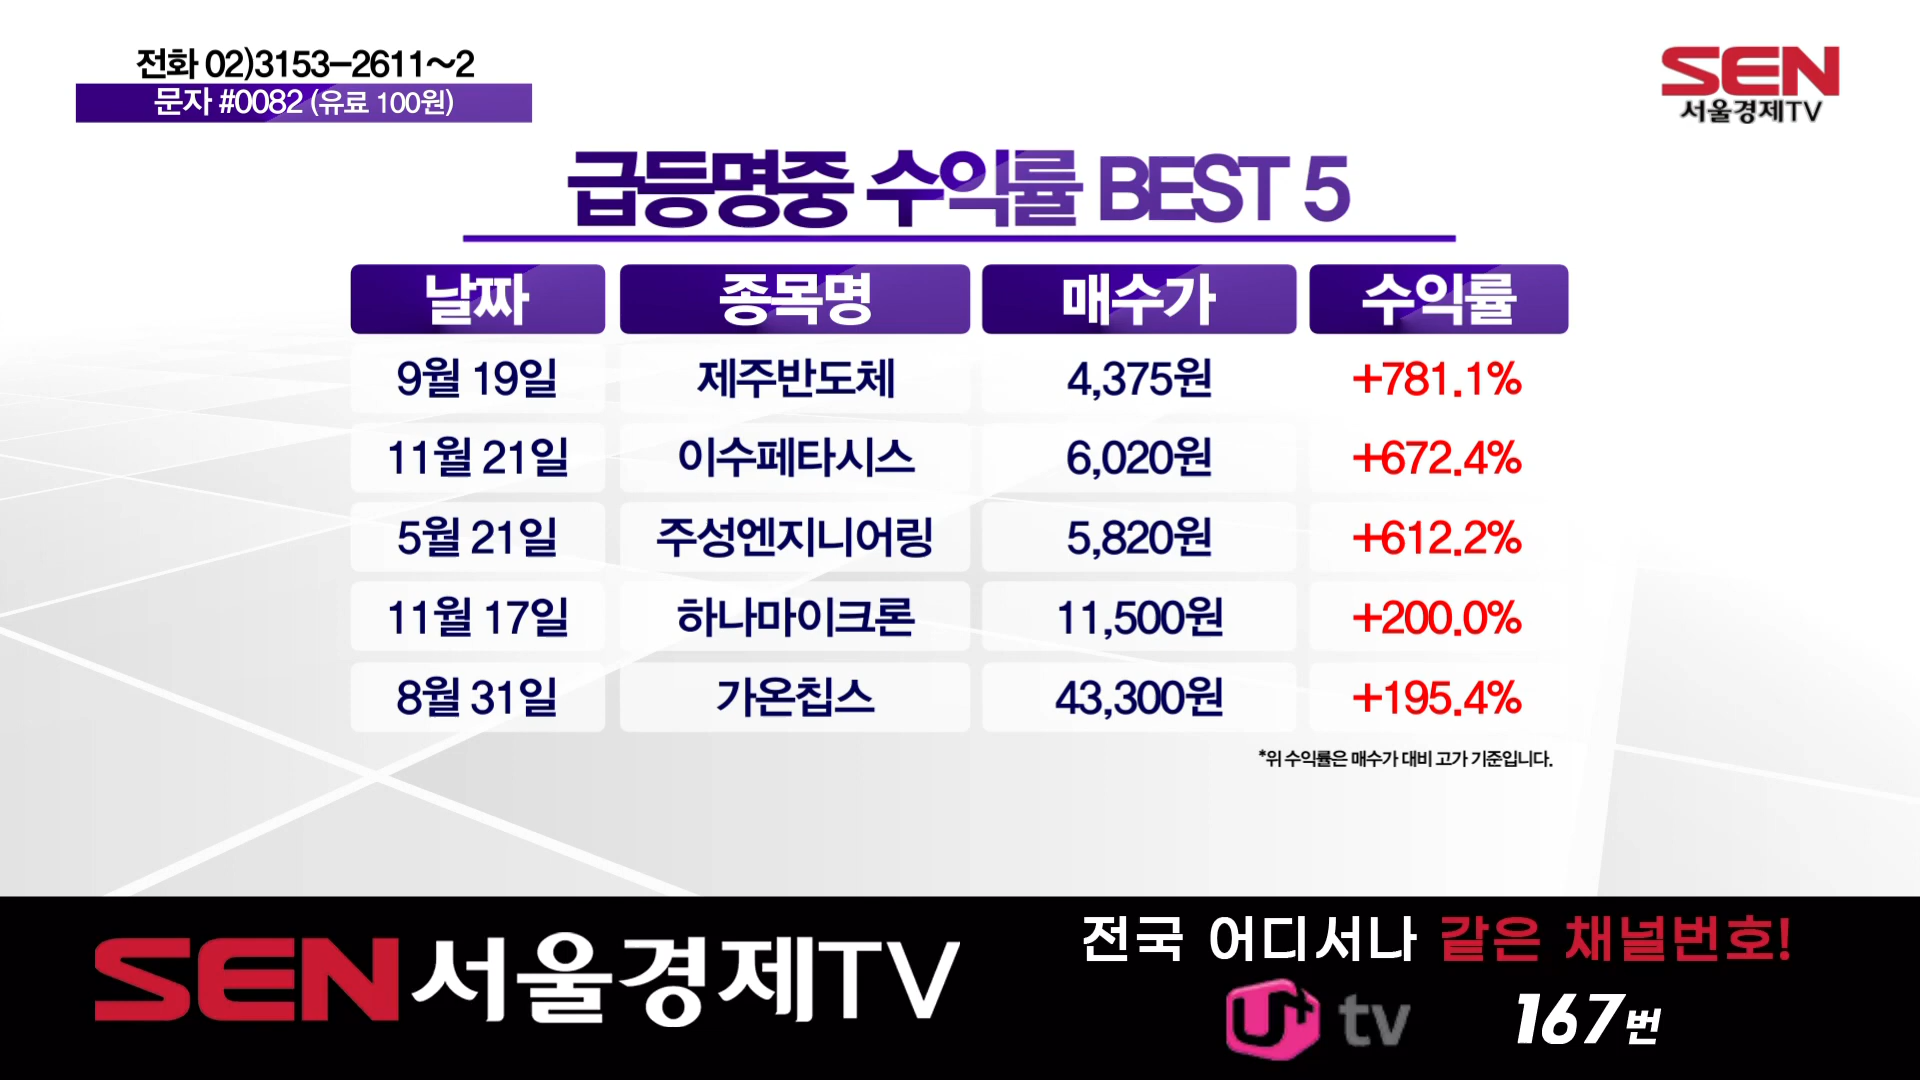 전화 02)3153-2611~2
문자 #0082 (유료 100원)
SEN
서울경제TV
급등명중 수익률 BEST 5
날짜 종목명 매수가 수익률
9월 19일 제주반도체 4,375원 +781.1%
11월 21일 이수페타시스 6,020원 +672.4%
5월 21일 주성엔지니어링 5,820원 +612.2%
11월 17일 하나마이크론 11,500원 +200.0%
8월 31일 가온칩스 43,300원 +195.4%
*위 수익률은 매수가 대비 고가 기준입니다.
SEN 서울경제TV
전국 어디서나 같은 채널번호!
U+ tv 167번